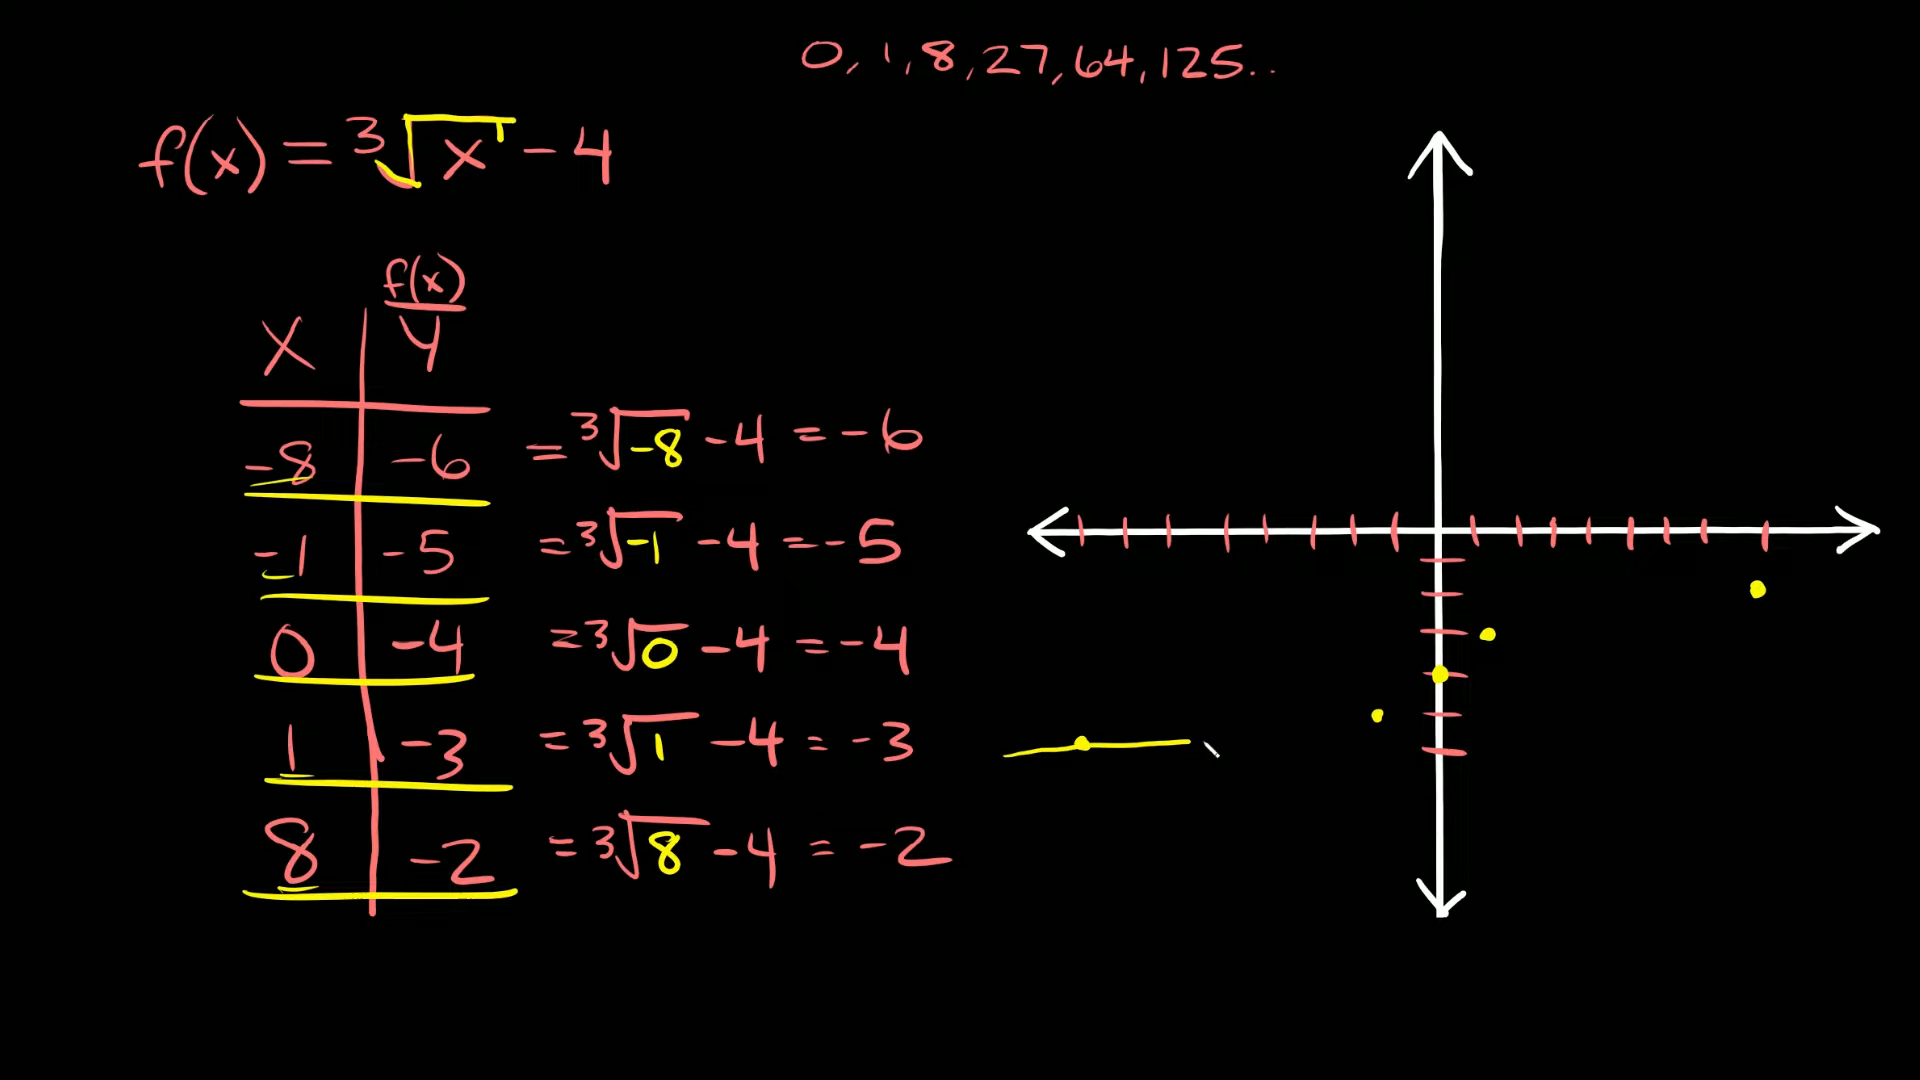 0, 1, 8, 27, 64, 125..
f(x) = ³√x - 4
f(x)
X | Y
-8 | -6 = ³√-8 - 4 = -6
-1 | -5 = ³√-1 - 4 = -5
0 | -4 = ³√0 - 4 = -4
1 | -3 = ³√1 - 4 = -3
8 | -2 = ³√8 - 4 = -2